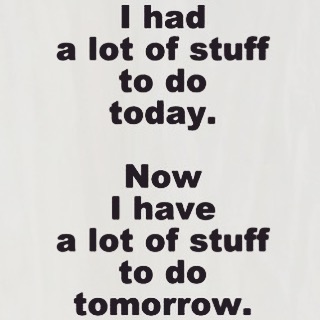 I had
a lot of stuff
to do
today.
Now
I have
a lot of stuff
to do
tomorrow.